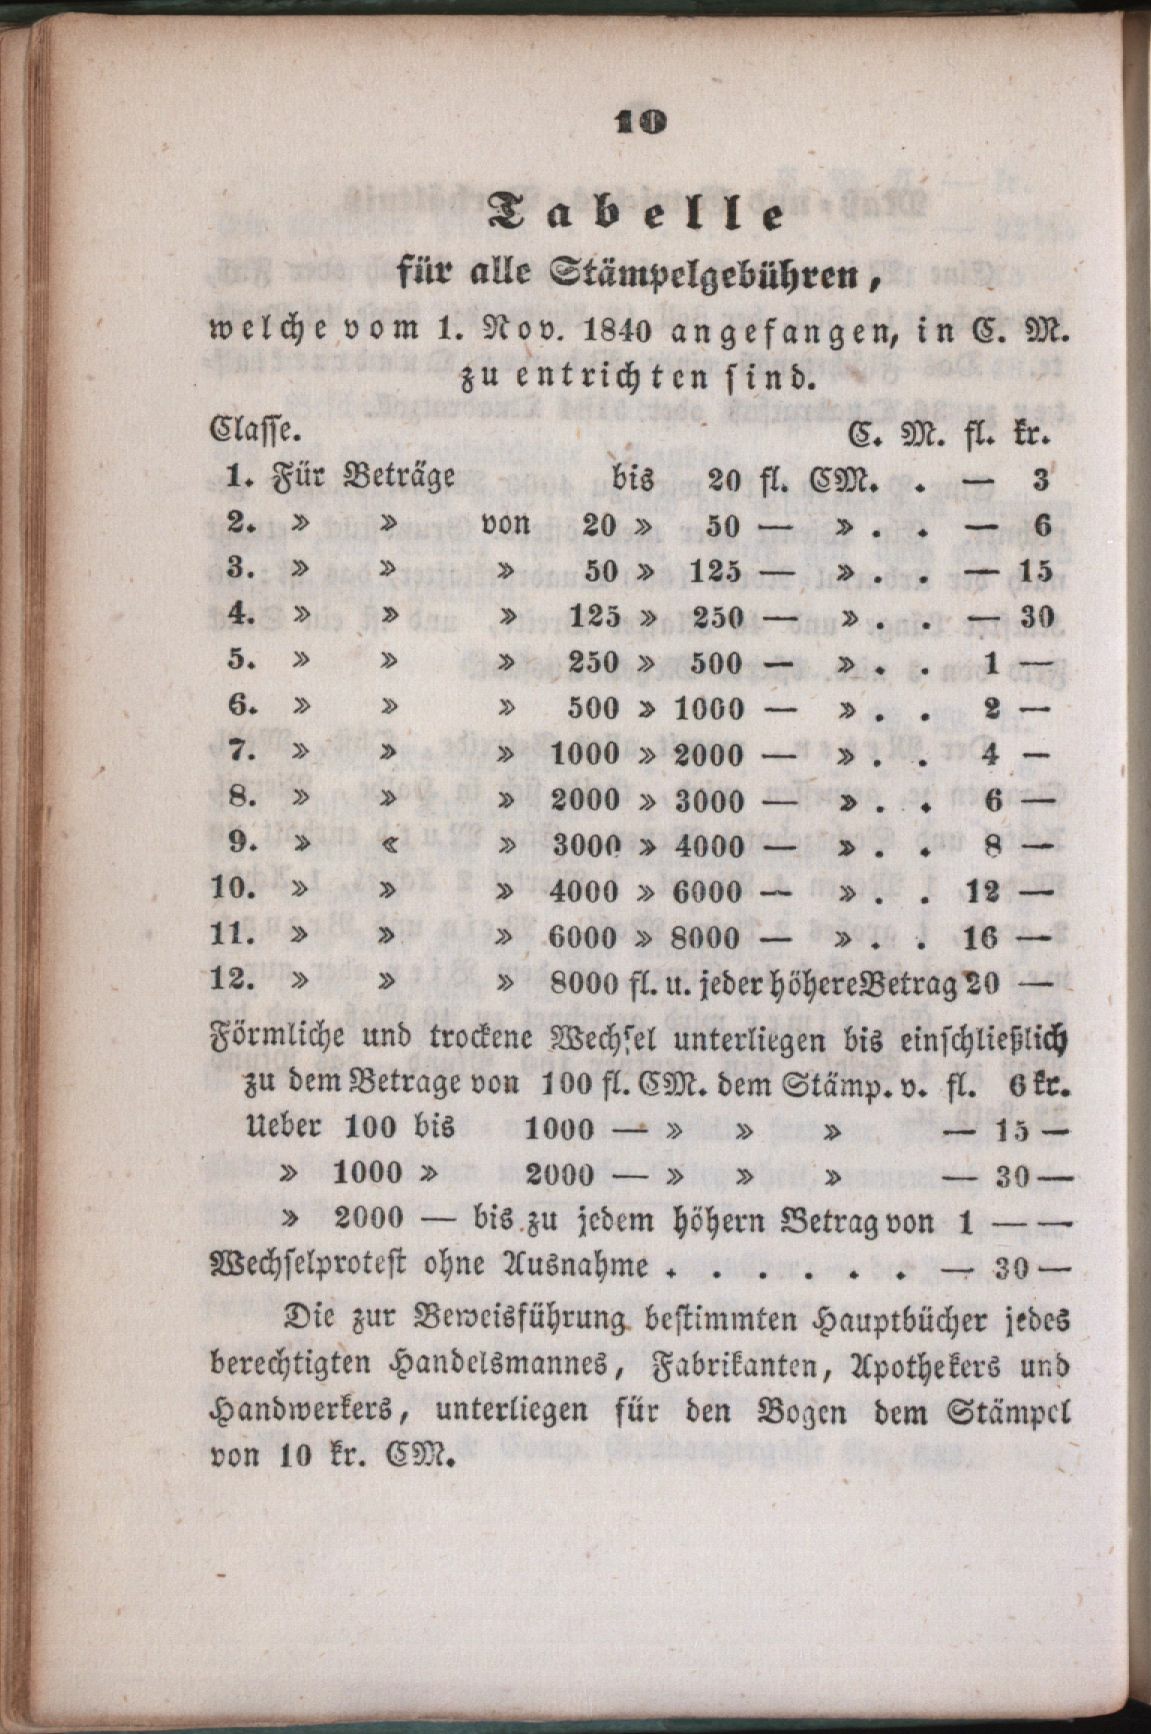 10
Tabelle
für alle Stämpelgebühren,
welche vom 1. Nov. 1840 angefangen, in C. M.
zu entrichten sind.
Classe. C. M. fl. kr.
1. Für Beträge bis 20 fl. CM. . — 3
2. » » von 20 » 50 — » . . — 6
3. » » » 50 » 125 — » . . — 15
4. » » » 125 » 250 — » . . — 30
5. » » » 250 » 500 — » . . 1 —
6. » » » 500 » 1000 — » . . 2 —
7. » » » 1000 » 2000 — » . . 4 —
8. » » » 2000 » 3000 — » . . 6 —
9. » « » 3000 » 4000 — » . . 8 —
10. » » » 4000 » 6000 — » . . 12 —
11. » » » 6000 » 8000 — » . . 16 —
12. » » » 8000 fl. u. jeder höhere Betrag 20 —
Förmliche und trockene Wechsel unterliegen bis einschließlich
zu dem Betrage von 100 fl. CM. dem Stämp. v. fl. 6 kr.
Ueber 100 bis 1000 — » » » — 15 —
» 1000 » 2000 — » » » — 30 —
» 2000 — bis zu jedem höhern Betrag von 1 — —
Wechselprotest ohne Ausnahme . . . . . . — 30 —
Die zur Beweisführung bestimmten Hauptbücher jedes
berechtigten Handelsmannes, Fabrikanten, Apothekers und
Handwerkers, unterliegen für den Bogen dem Stämpel
von 10 kr. CM.